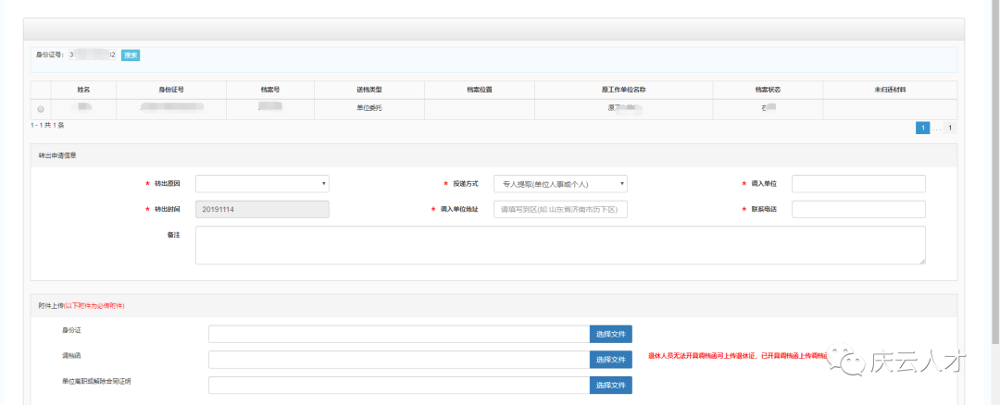 身份证号： 3 12 搜索
姓名 身份证号 档案号 送档类型 档案位置 原工作单位名称 档案状态 未归还材料
单位委托 原工 在
1 - 1 共 1 条
1 ... 1
转出申请信息
* 转出原因 * 投递方式 专人提取(单位人事或个人) * 调入单位
* 转出时间 20191114 * 调入单位地址 请填写到区(如:山东省济南市历下区) * 联系电话
备注
附件上传(以下附件为必传附件)
身份证 选择文件
调档函 选择文件 退休人员无法开具调档函可上传退休证，已开具调档函上传调档函
单位离职或解除合同证明 选择文件
庆云人才